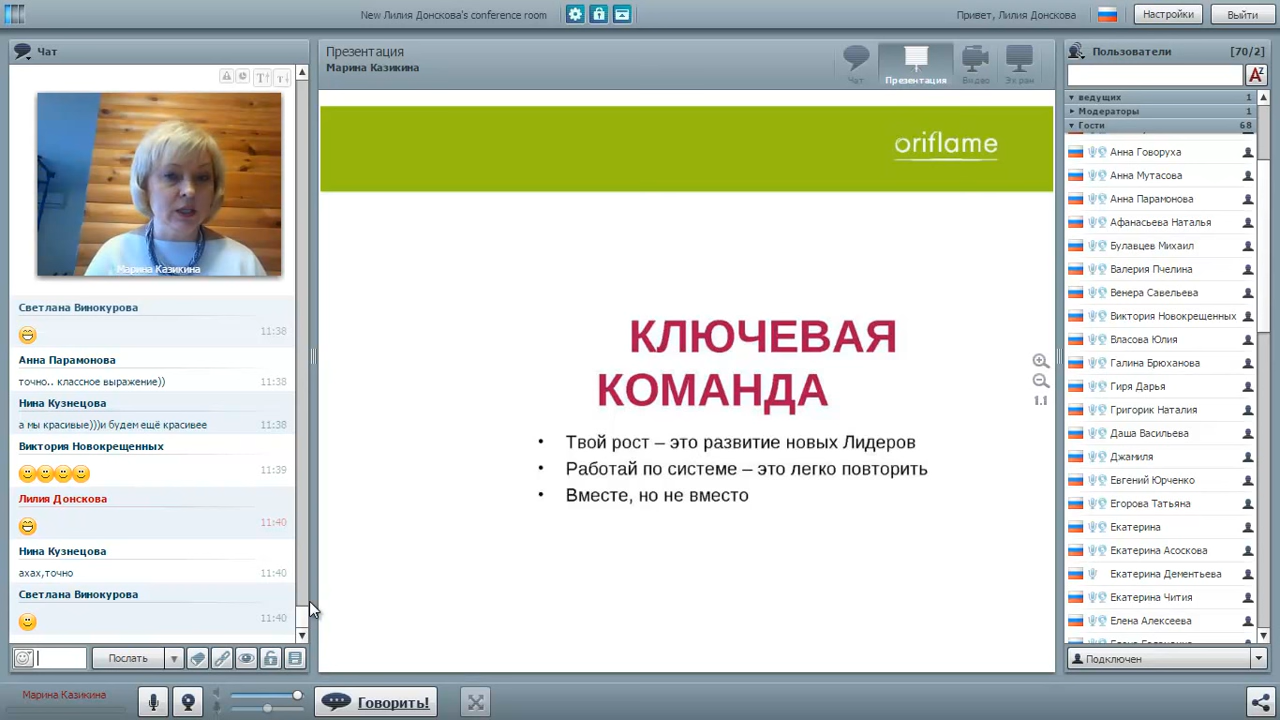 New Лилия Донскова's conference room
Привет, Лилия Донскова
Настройки
Выйти
Чат
Марина Казикина
Светлана Винокурова
11:38
Анна Парамонова
точно.. классное выражение))
11:38
Нина Кузнецова
а мы красивые)))и будем ещё красивее
11:38
Виктория Новокрещенных
11:39
Лилия Донскова
11:40
Нина Кузнецова
ахах,точно
11:40
Светлана Винокурова
11:40
Послать
Марина Казикина
Говорить!
Презентация
Марина Казикина
Чат
Презентация
Видео
Экран
oriflame
КЛЮЧЕВАЯ
КОМАНДА
• Твой рост – это развитие новых Лидеров
• Работай по системе – это легко повторить
• Вместе, но не вместо
1.1
Пользователи
[70/2]
ведущих 1
Модераторы 1
Гости 68
Анна Говоруха
Анна Мутасова
Анна Парамонова
Афанасьева Наталья
Булавцев Михаил
Валерия Пчелина
Венера Савельева
Виктория Новокрещенных
Власова Юлия
Галина Брюханова
Гиря Дарья
Григорик Наталия
Даша Васильева
Джамиля
Евгений Юрченко
Егорова Татьяна
Екатерина
Екатерина Асоскова
Екатерина Дементьева
Екатерина Чития
Елена Алексеева
Подключен